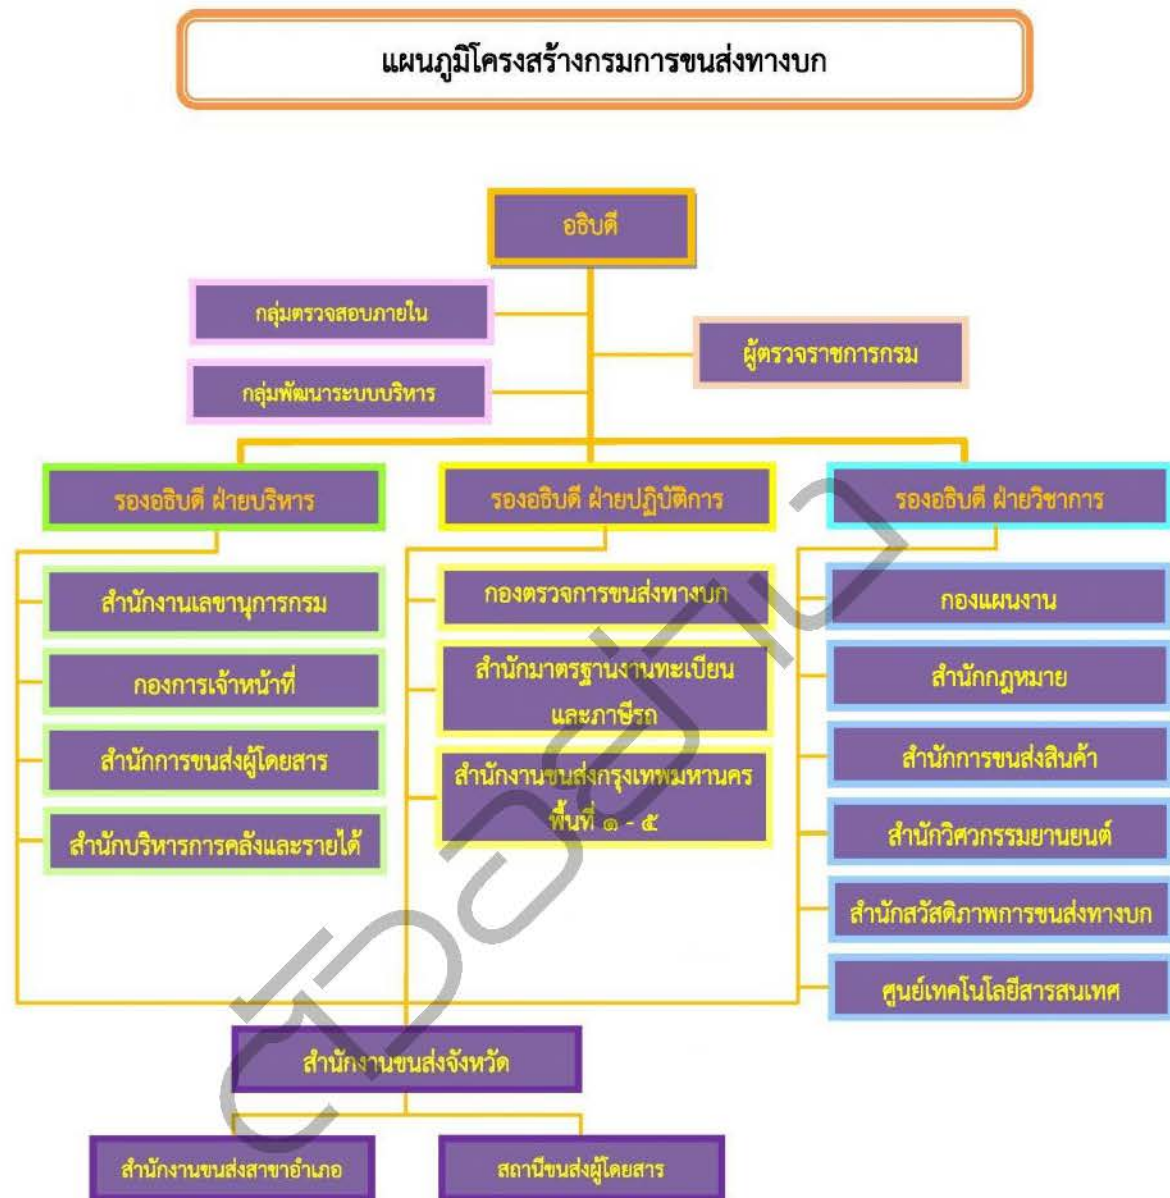 แผนภูมิโครงสร้างกรมการขนส่งทางบก
อธิบดี
กลุ่มตรวจสอบภายใน
ผู้ตรวจราชการกรม
กลุ่มพัฒนาระบบบริหาร
รองอธิบดี ฝ่ายบริหาร
รองอธิบดี ฝ่ายปฏิบัติการ
รองอธิบดี ฝ่ายวิชาการ
สำนักงานเลขานุการกรม
กองการเจ้าหน้าที่
สำนักการขนส่งผู้โดยสาร
สำนักบริหารการคลังและรายได้
กองตรวจการขนส่งทางบก
สำนักมาตรฐานงานทะเบียน
และภาษีรถ
สำนักงานขนส่งกรุงเทพมหานคร
พื้นที่ ๑ - ๕
กองแผนงาน
สำนักกฎหมาย
สำนักการขนส่งสินค้า
สำนักวิศวกรรมยานยนต์
สำนักสวัสดิภาพการขนส่งทางบก
ศูนย์เทคโนโลยีสารสนเทศ
สำนักงานขนส่งจังหวัด
สำนักงานขนส่งสาขาอำเภอ
สถานีขนส่งผู้โดยสาร
ตัวอย่าง